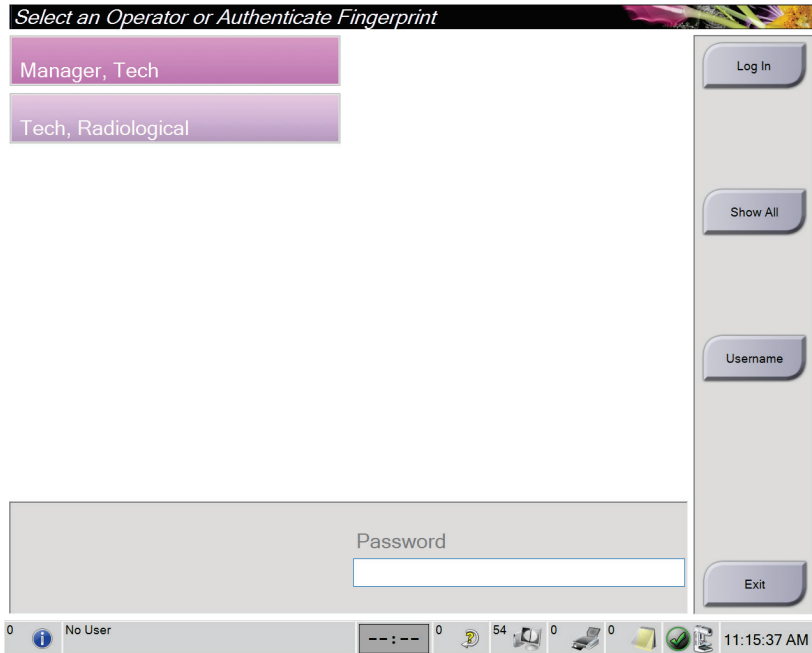 Select an Operator or Authenticate Fingerprint
Manager, Tech
Tech, Radiological
Log In
Show All
Username
Password
Exit
0 No User --:-- 0 54 0 0 11:15:37 AM